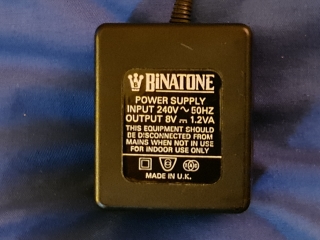 BINATONE
POWER SUPPLY
INPUT 240V ~ 50HZ
OUTPUT 8V ⎓ 1.2VA
THIS EQUIPMENT SHOULD
BE DISCONNECTED FROM
MAINS WHEN NOT IN USE
FOR INDOOR USE ONLY
MADE IN U.K.